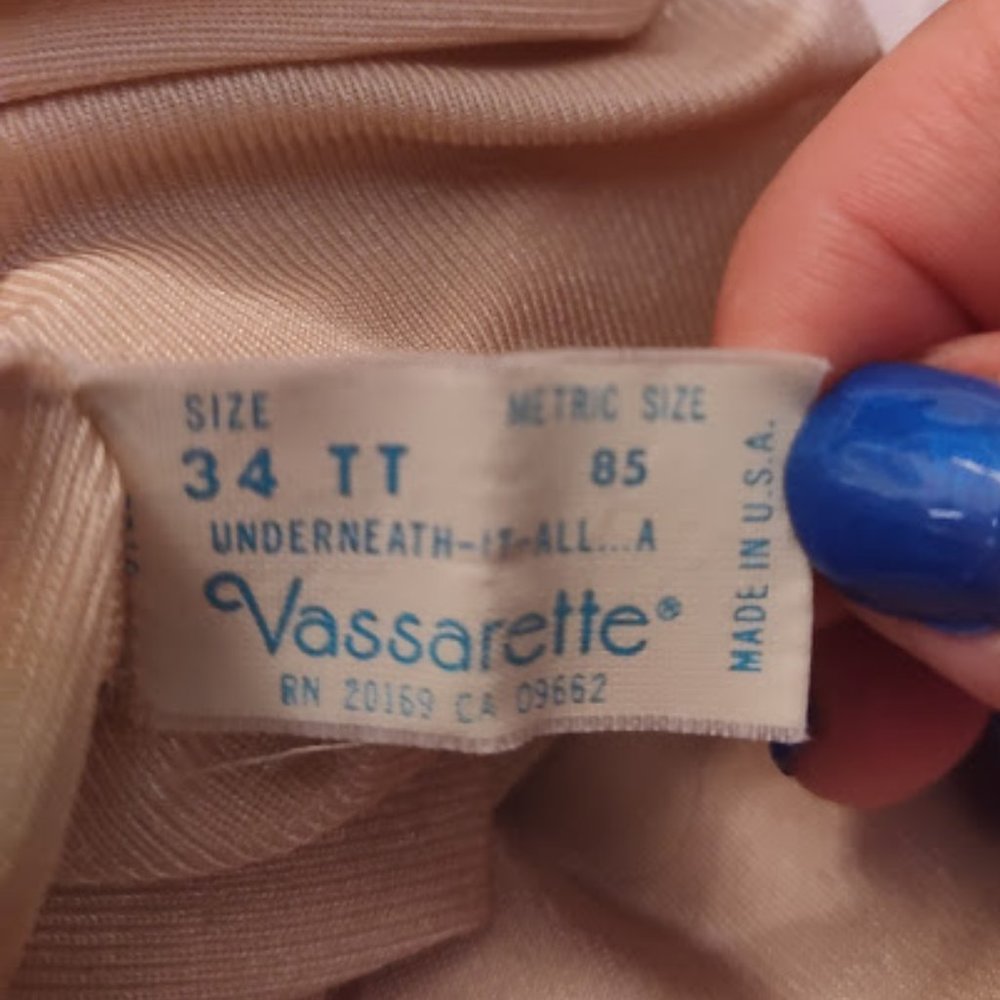 SIZE METRIC SIZE
34 TT 85
UNDERNEATH-IT-ALL...A
Vassarette®
RN 20169 CA 09662
MADE IN U.S.A.